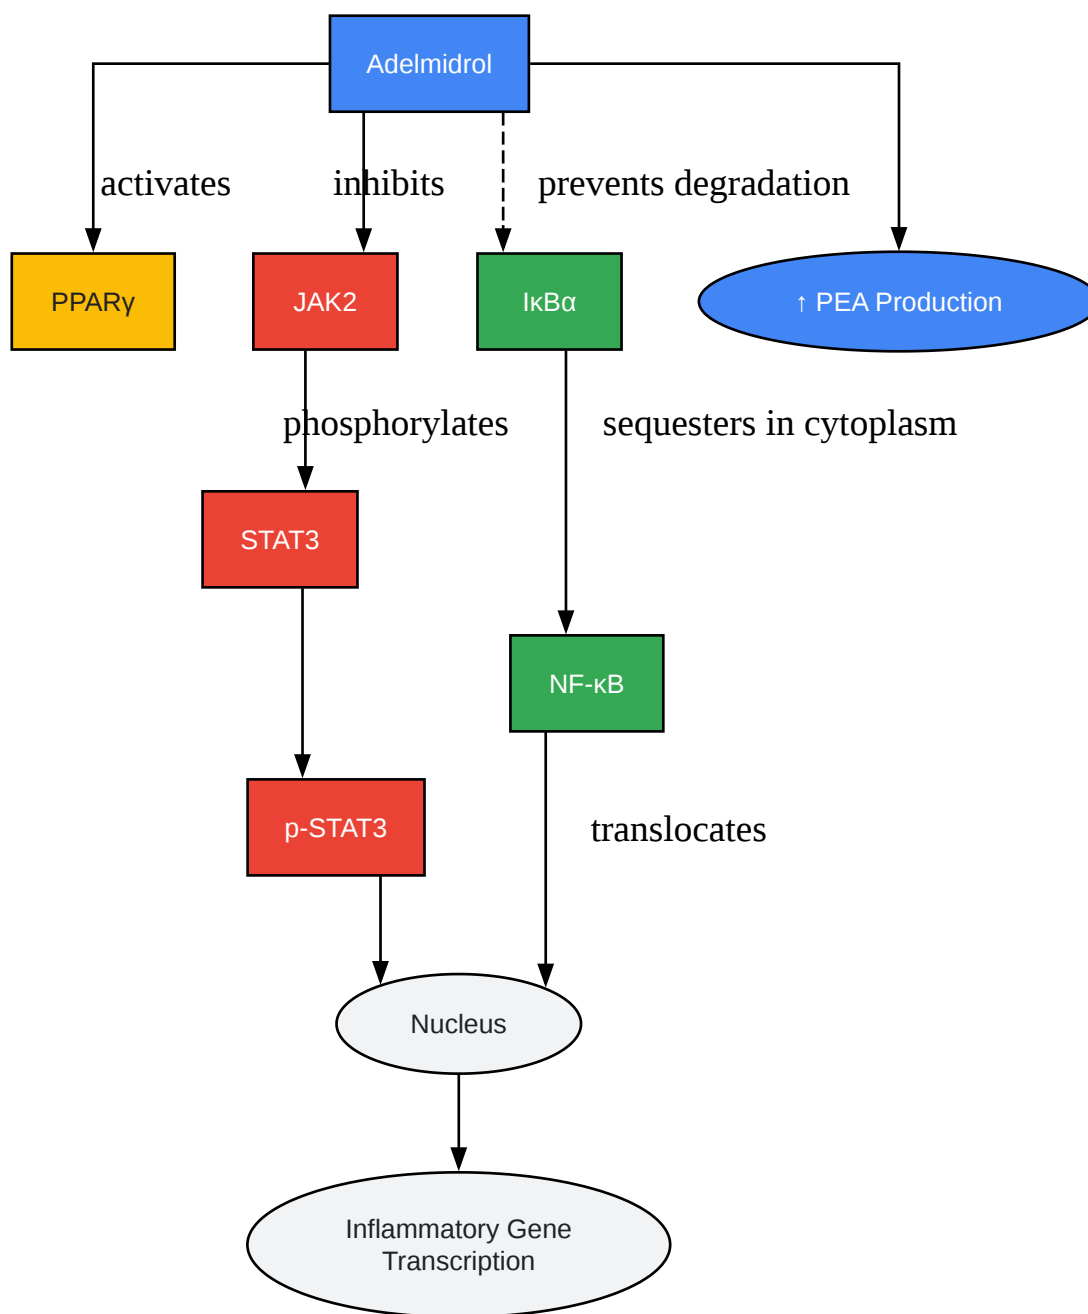 Adelmidrol
activates
inhibits
prevents degradation
PPARγ
JAK2
IκBα
↑ PEA Production
phosphorylates
sequesters in cytoplasm
STAT3
NF-κB
p-STAT3
translocates
Nucleus
Inflammatory Gene
Transcription